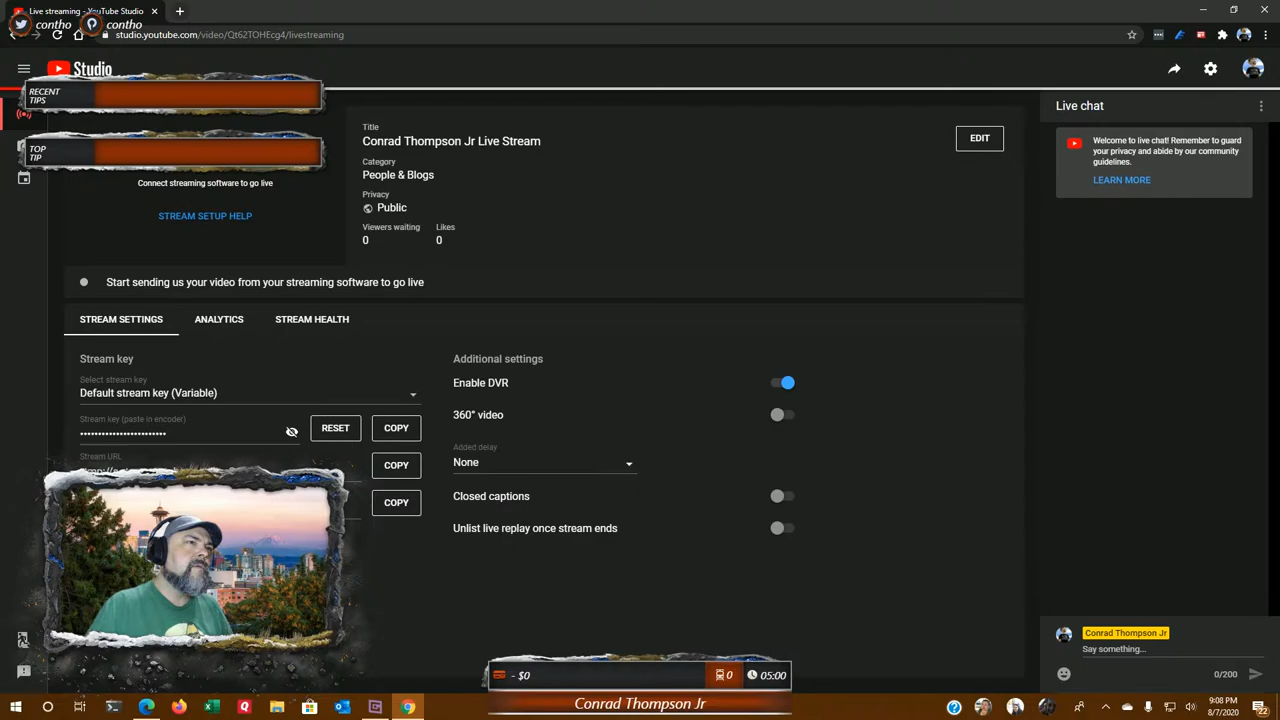 Live streaming - YouTube Studio
contho
contho
studio.youtube.com/video/Qt62TOHEcg4/livestreaming
Studio
RECENT
TIPS
TOP
TIP
Connect streaming software to go live
STREAM SETUP HELP
Title
Conrad Thompson Jr Live Stream
EDIT
Category
People & Blogs
Privacy
Public
Viewers waiting
Likes
0
0
Start sending us your video from your streaming software to go live
STREAM SETTINGS
ANALYTICS
STREAM HEALTH
Stream key
Select stream key
Default stream key (Variable)
Stream key (paste in encoder)
••••••••••••••••••••••••
RESET
COPY
Stream URL
COPY
COPY
Additional settings
Enable DVR
360° video
Added delay
None
Closed captions
Unlist live replay once stream ends
Live chat
Welcome to live chat! Remember to guard
your privacy and abide by our community
guidelines.
LEARN MORE
Conrad Thompson Jr
Say something...
0/200
- $0
0
05:00
Conrad Thompson Jr
9:08 PM
8/7/2020
22